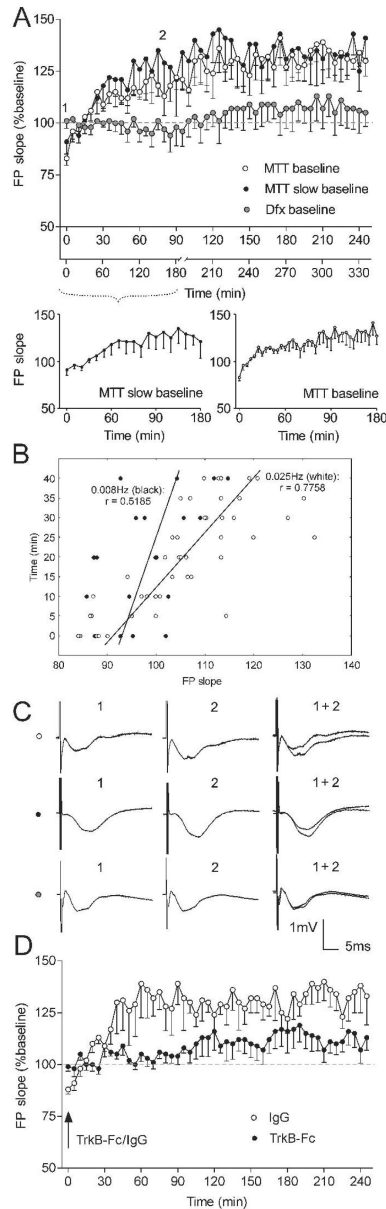 A
FP slope (%baseline)
150
125
100
75
50
1
2
MTT baseline
MTT slow baseline
Dfx baseline
0 30 60 90 120 150 180 210 240
0 60 120 180 210 240 270 300 330
Time (min)
FP slope
150
100
50
MTT slow baseline
0 60 120 180
Time (min)
150
100
50
MTT baseline
0 60 120 180
Time (min)
B
Time (min)
40
35
30
25
20
15
10
5
0
0.008Hz (black):
r = 0.5185
0.025Hz (white):
r = 0.7758
80 90 100 110 120 130 140
FP slope
C
1 2 1 + 2
1 2 1 + 2
1 2 1 + 2
1mV
5ms
D
FP slope (%baseline)
150
125
100
75
50
TrkB-Fc/IgG
IgG
TrkB-Fc
0 30 60 90 120 150 180 210 240
Time (min)